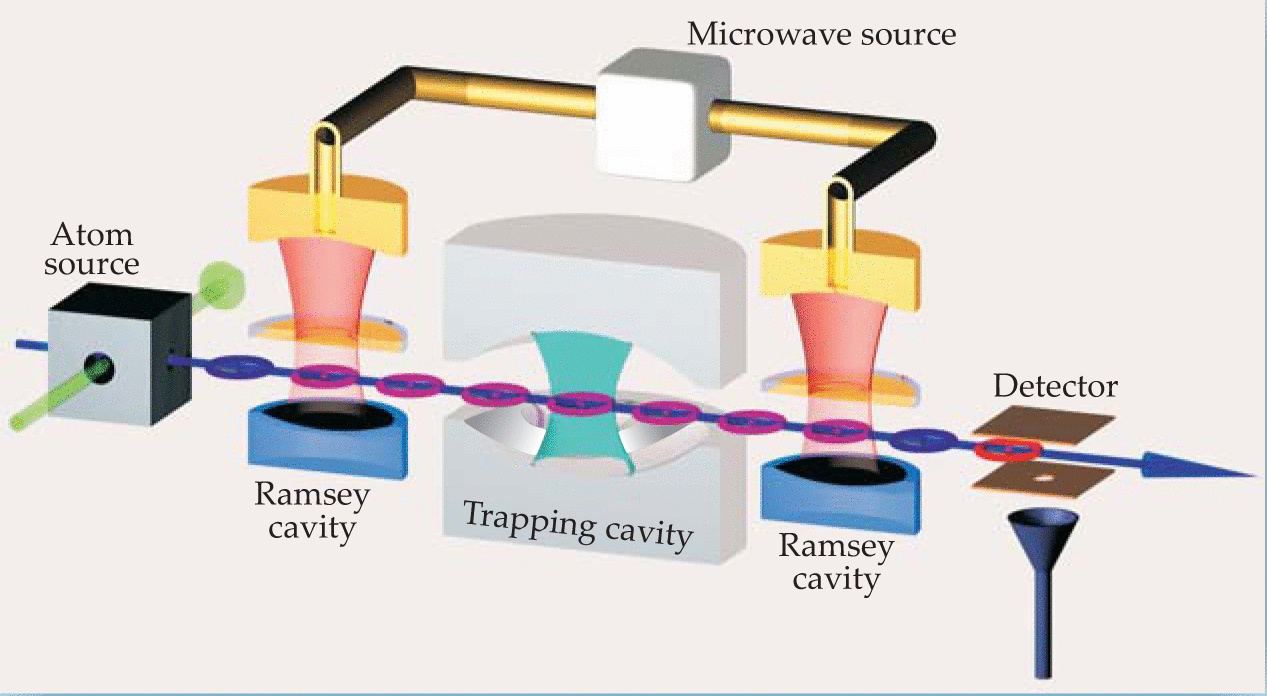 Microwave source
Atom
source
Detector
Ramsey
cavity
Trapping cavity
Ramsey
cavity